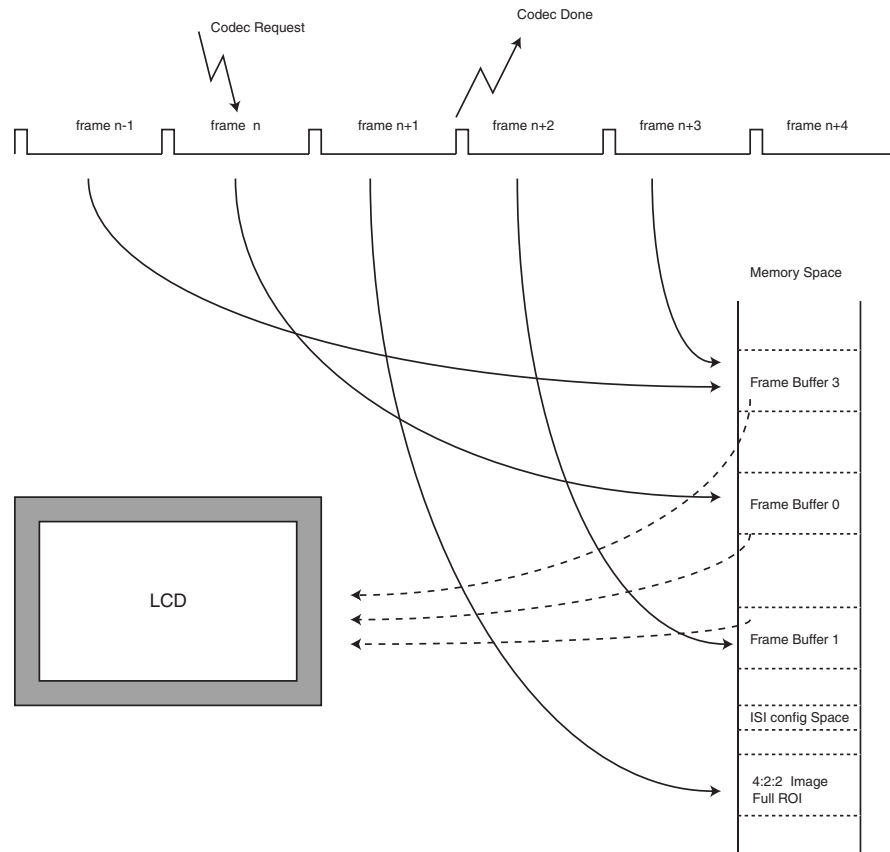 Codec Request
Codec Done
frame n-1
frame n
frame n+1
frame n+2
frame n+3
frame n+4
Memory Space
Frame Buffer 3
Frame Buffer 0
LCD
Frame Buffer 1
ISI config Space
4:2:2 Image
Full ROI